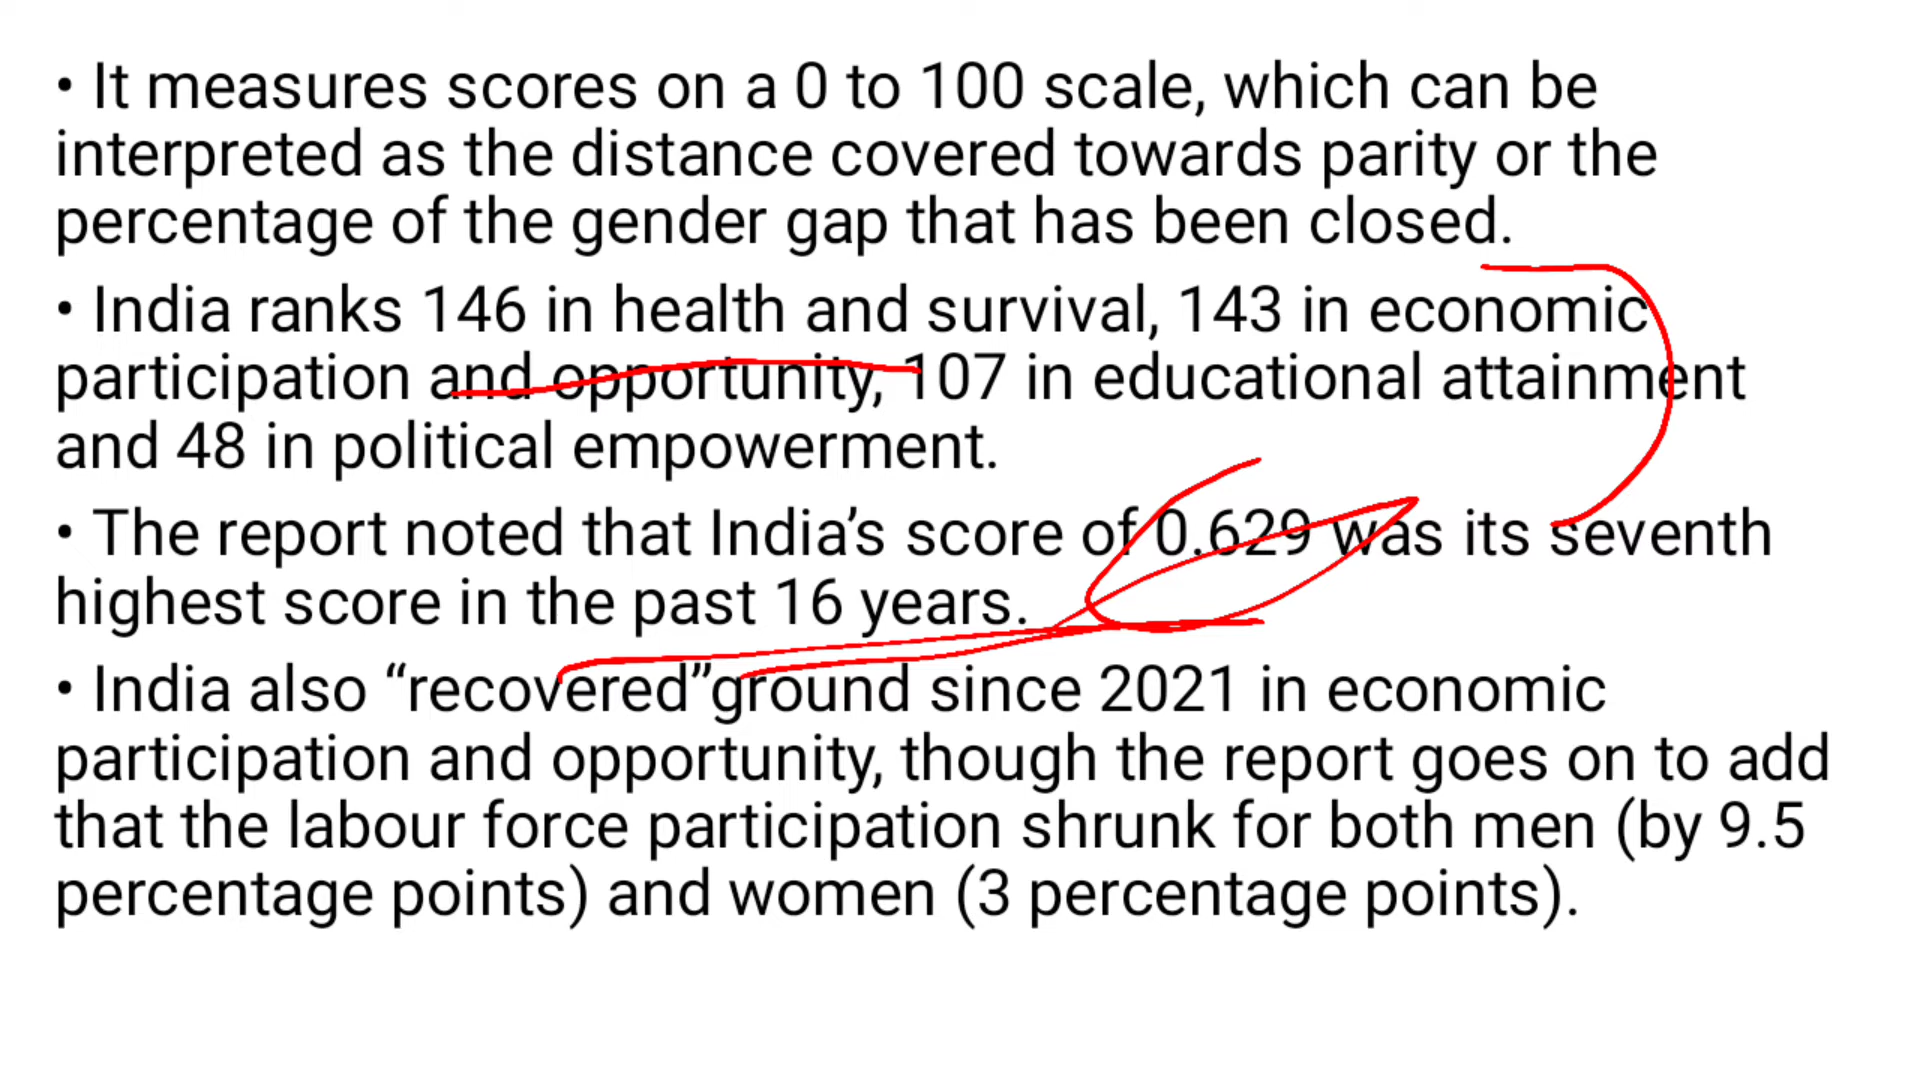 • It measures scores on a 0 to 100 scale, which can be
interpreted as the distance covered towards parity or the
percentage of the gender gap that has been closed.
• India ranks 146 in health and survival, 143 in economic
participation and opportunity, 107 in educational attainment
and 48 in political empowerment.
• The report noted that India’s score of 0.629 was its seventh
highest score in the past 16 years.
• India also “recovered”ground since 2021 in economic
participation and opportunity, though the report goes on to add
that the labour force participation shrunk for both men (by 9.5
percentage points) and women (3 percentage points).